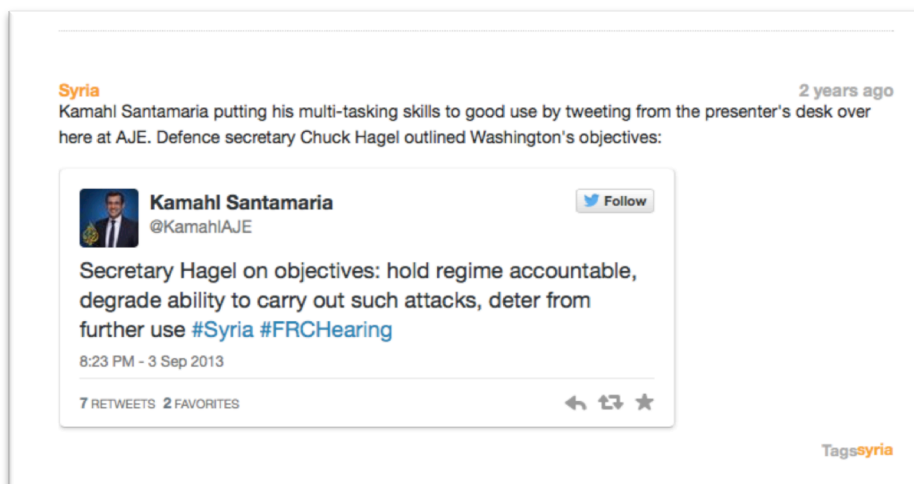 Syria
2 years ago
Kamahl Santamaria putting his multi-tasking skills to good use by tweeting from the presenter's desk over
here at AJE. Defence secretary Chuck Hagel outlined Washington's objectives:
Kamahl Santamaria
Follow
@KamahlAJE
Secretary Hagel on objectives: hold regime accountable,
degrade ability to carry out such attacks, deter from
further use #Syria #FRCHearing
8:23 PM - 3 Sep 2013
7 RETWEETS 2 FAVORITES
Tagssyria